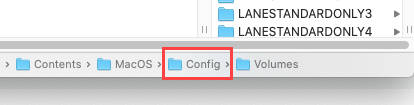 LANESTANDARDONLY3
LANESTANDARDONLY4
Contents MacOS Config Volumes